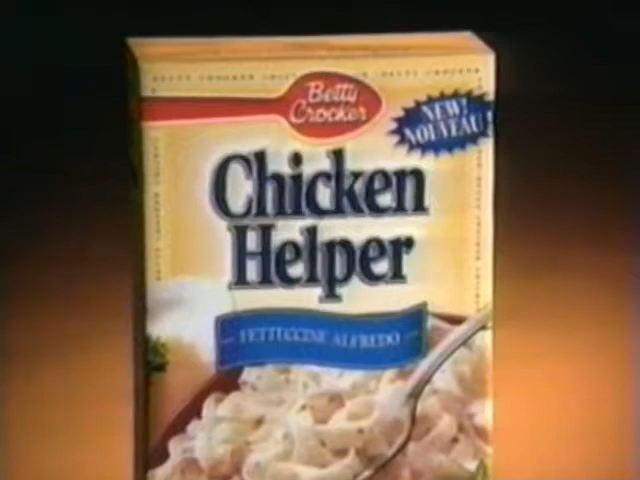 Betty
Crocker
NEW!
NOUVEAU!
Chicken
Helper
FETTUCCINE ALFREDO